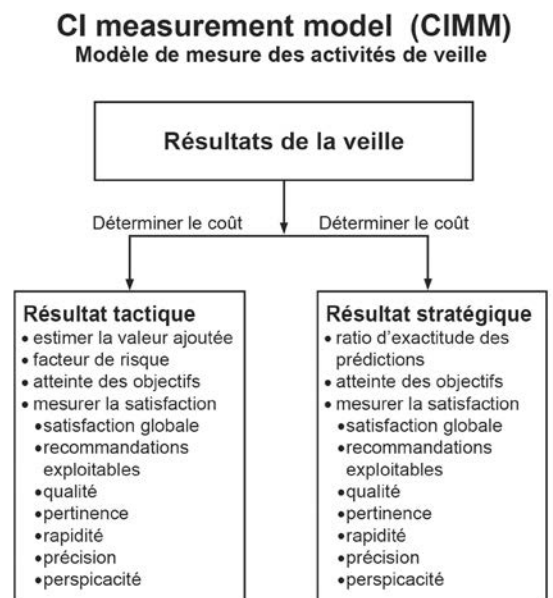 CI measurement model (CIMM)
Modèle de mesure des activités de veille
Résultats de la veille
Déterminer le coût
Déterminer le coût
Résultat tactique
• estimer la valeur ajoutée
• facteur de risque
• atteinte des objectifs
• mesurer la satisfaction
•satisfaction globale
•recommandations
exploitables
•qualité
•pertinence
•rapidité
•précision
•perspicacité
Résultat stratégique
• ratio d'exactitude des
prédictions
• atteinte des objectifs
• mesurer la satisfaction
•satisfaction globale
•recommandations
exploitables
•qualité
•pertinence
•rapidité
•précision
•perspicacité